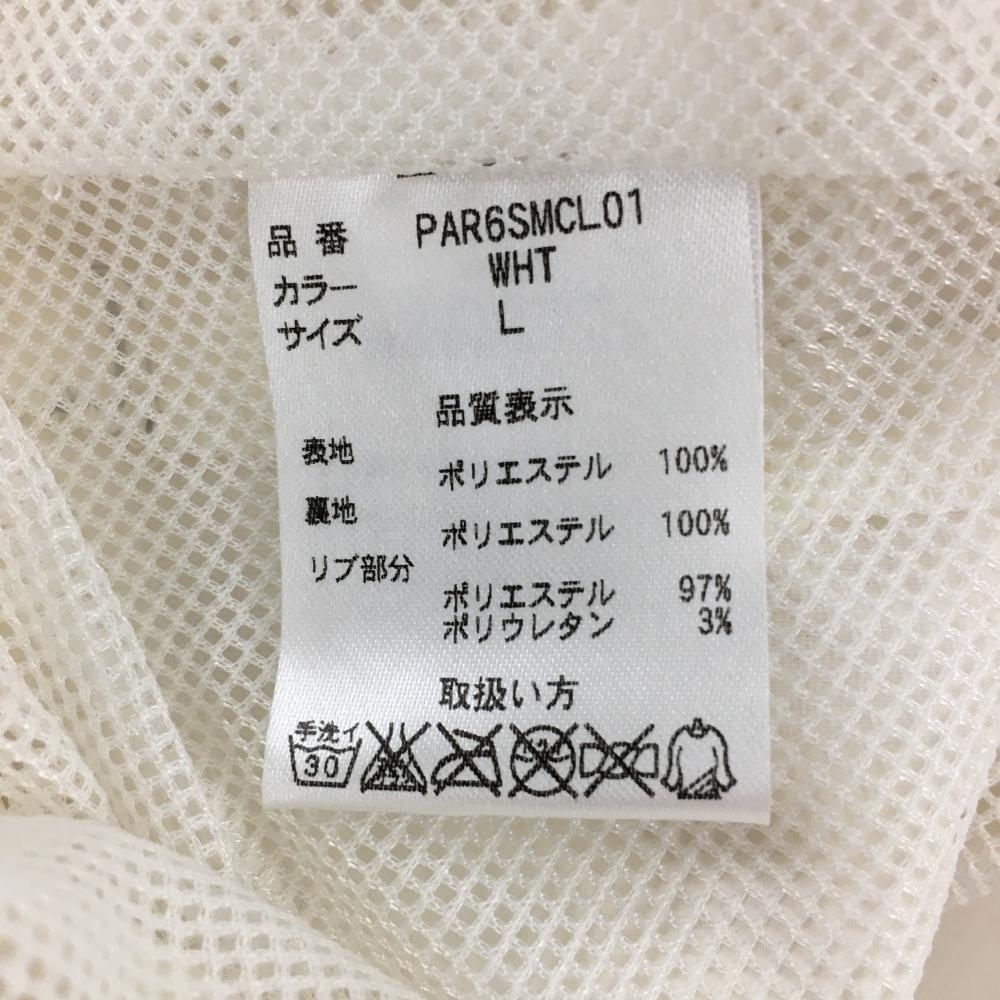 品番 PAR6SMCL01
カラー WHT
サイズ L
品質表示
表地
ポリエステル 100%
裏地
ポリエステル 100%
リブ部分
ポリエステル 97%
ポリウレタン 3%
取扱い方
手洗イ
30